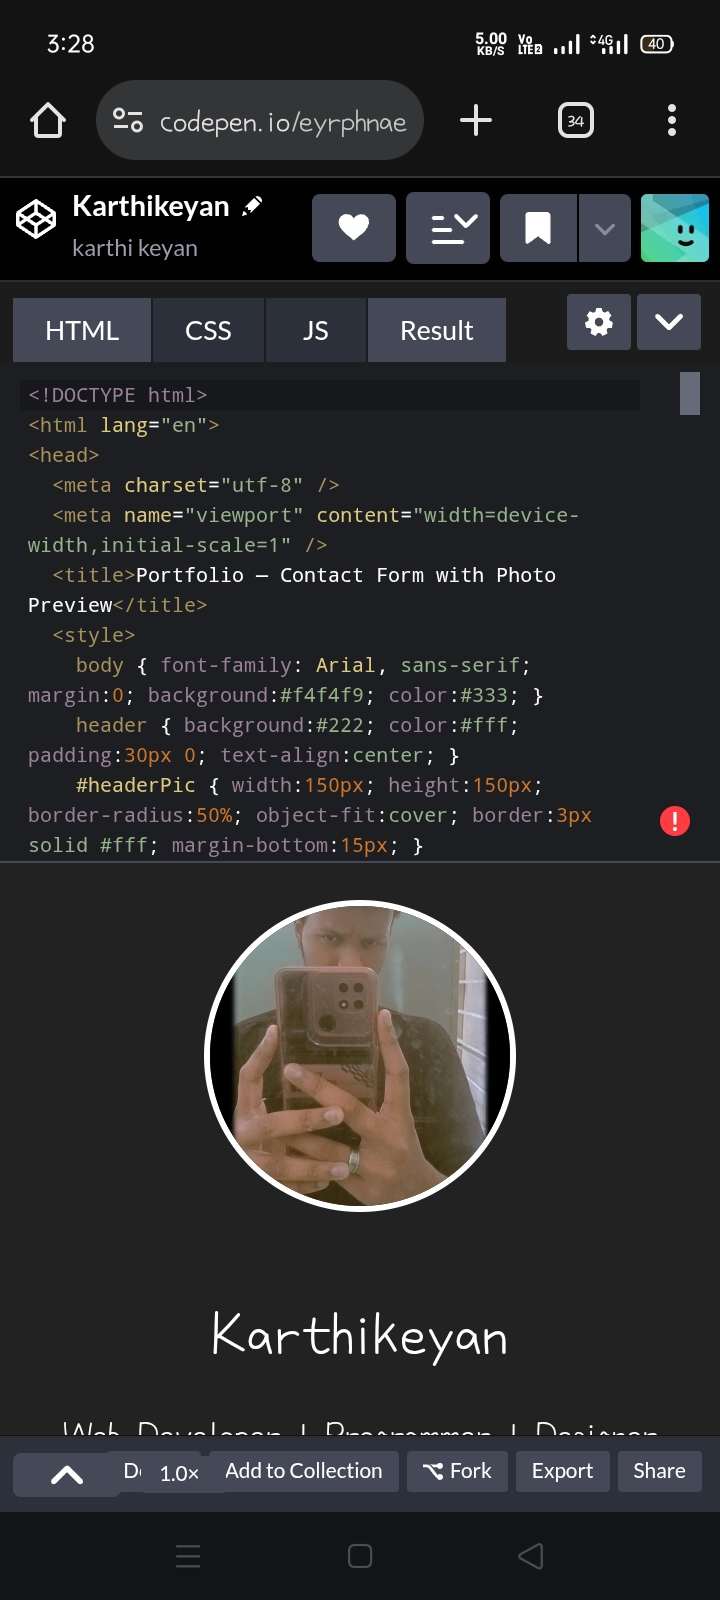 3:28
5.00 KB/S Vo LTE2 4G 40
codepen.io/eyrphnae
34
Karthikeyan
karthi keyan
HTML CSS JS Result
<!DOCTYPE html>
<html lang="en">
<head>
  <meta charset="utf-8" />
  <meta name="viewport" content="width=device-
width,initial-scale=1" />
  <title>Portfolio — Contact Form with Photo
Preview</title>
  <style>
    body { font-family: Arial, sans-serif;
margin:0; background:#f4f4f9; color:#333; }
    header { background:#222; color:#fff;
padding:30px 0; text-align:center; }
    #headerPic { width:150px; height:150px;
border-radius:50%; object-fit:cover; border:3px
solid #fff; margin-bottom:15px; }
Karthikeyan
Web Developer | Programmer | Designer
1.0× Add to Collection Fork Export Share